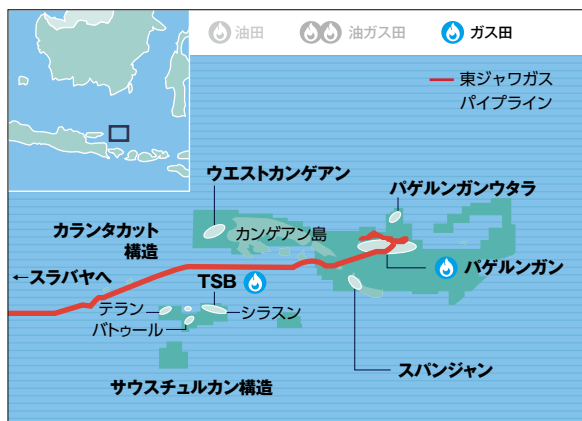 油田
油ガス田
ガス田
東ジャワガス
パイプライン
ウエストカンゲアン
パゲルンガンウタラ
カランタカット
構造
カンゲアン島
←スラバヤへ
TSB
パゲルンガン
テラン
シラスン
バトゥール
スパンジャン
サウスチュルカン構造